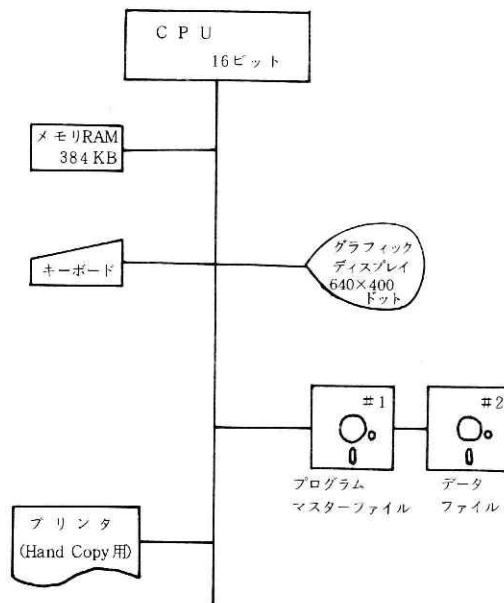 CPU
16ビット
メモリRAM
384KB
キーボード
グラフィック
ディスプレイ
640×400
ドット
#1
#2
プログラム
マスターファイル
データ
ファイル
プリンタ
(Hand Copy用)